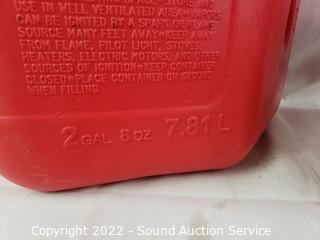 USE IN WELL VENTILATED AREA•VAPORS
CAN BE IGNITED BY A SPARK OR FLAME
SOURCE MANY FEET AWAY•KEEP AWAY
FROM FLAME, PILOT LIGHT, STOVES,
HEATERS, ELECTRIC MOTORS, AND OTHER
SOURCES OF IGNITION•KEEP CONTAINER
CLOSED•PLACE CONTAINER ON GROUND
WHEN FILLING
2 GAL. 8 OZ. 7.81 L
Copyright 2022 - Sound Auction Service